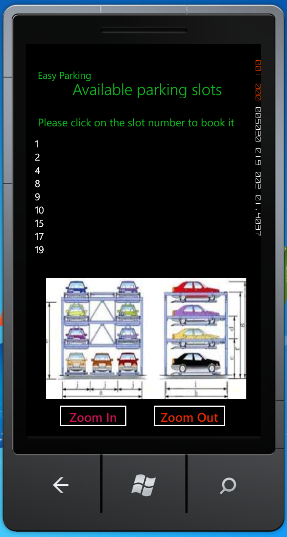 Easy Parking
Available parking slots
Please click on the slot number to book it
1
2
4
8
9
10
15
17
19
Zoom In
Zoom Out